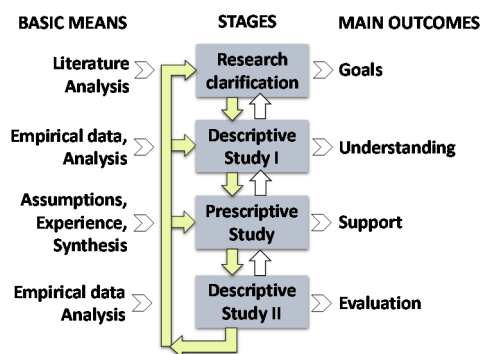 BASIC MEANS
STAGES
MAIN OUTCOMES
Literature
Analysis
Research
clarification
Goals
Empirical data,
Analysis
Descriptive
Study I
Understanding
Assumptions,
Experience,
Synthesis
Prescriptive
Study
Support
Empirical data
Analysis
Descriptive
Study II
Evaluation